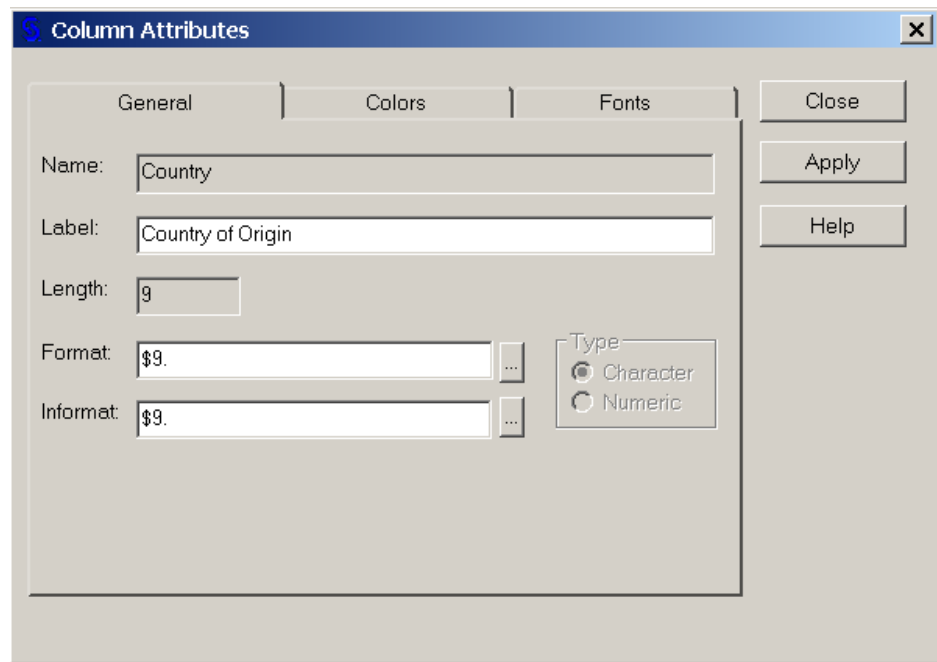 Column Attributes
General Colors Fonts
Close
Name: Country
Apply
Label: Country of Origin
Help
Length: 9
Format: $9. ...
Type
Character
Numeric
Informat: $9. ...